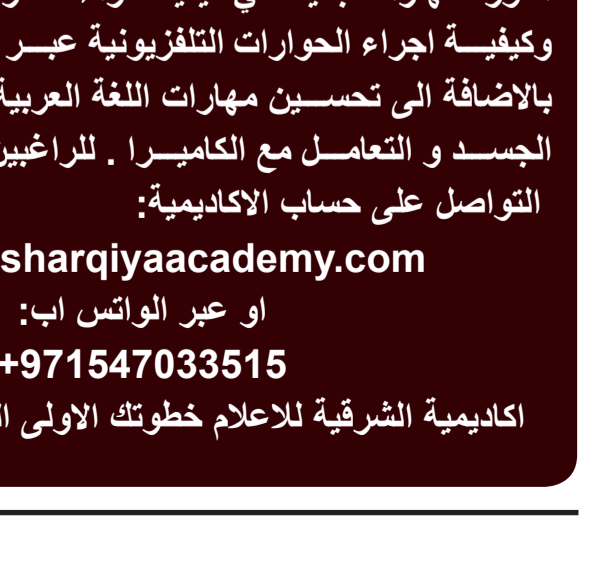 وكيفيـــة اجراء الحوارات التلفزيونية عبـــر
بالاضافة الى تحســـين مهارات اللغة العربية
الجســـد و التعامـــل مع الكاميـــرا . للراغبين
التواصل على حساب الاكاديمية:
sharqiyaacademy.com
او عبر الواتس اب:
+971547033515
اكاديمية الشرقية للاعلام خطوتك الاولى